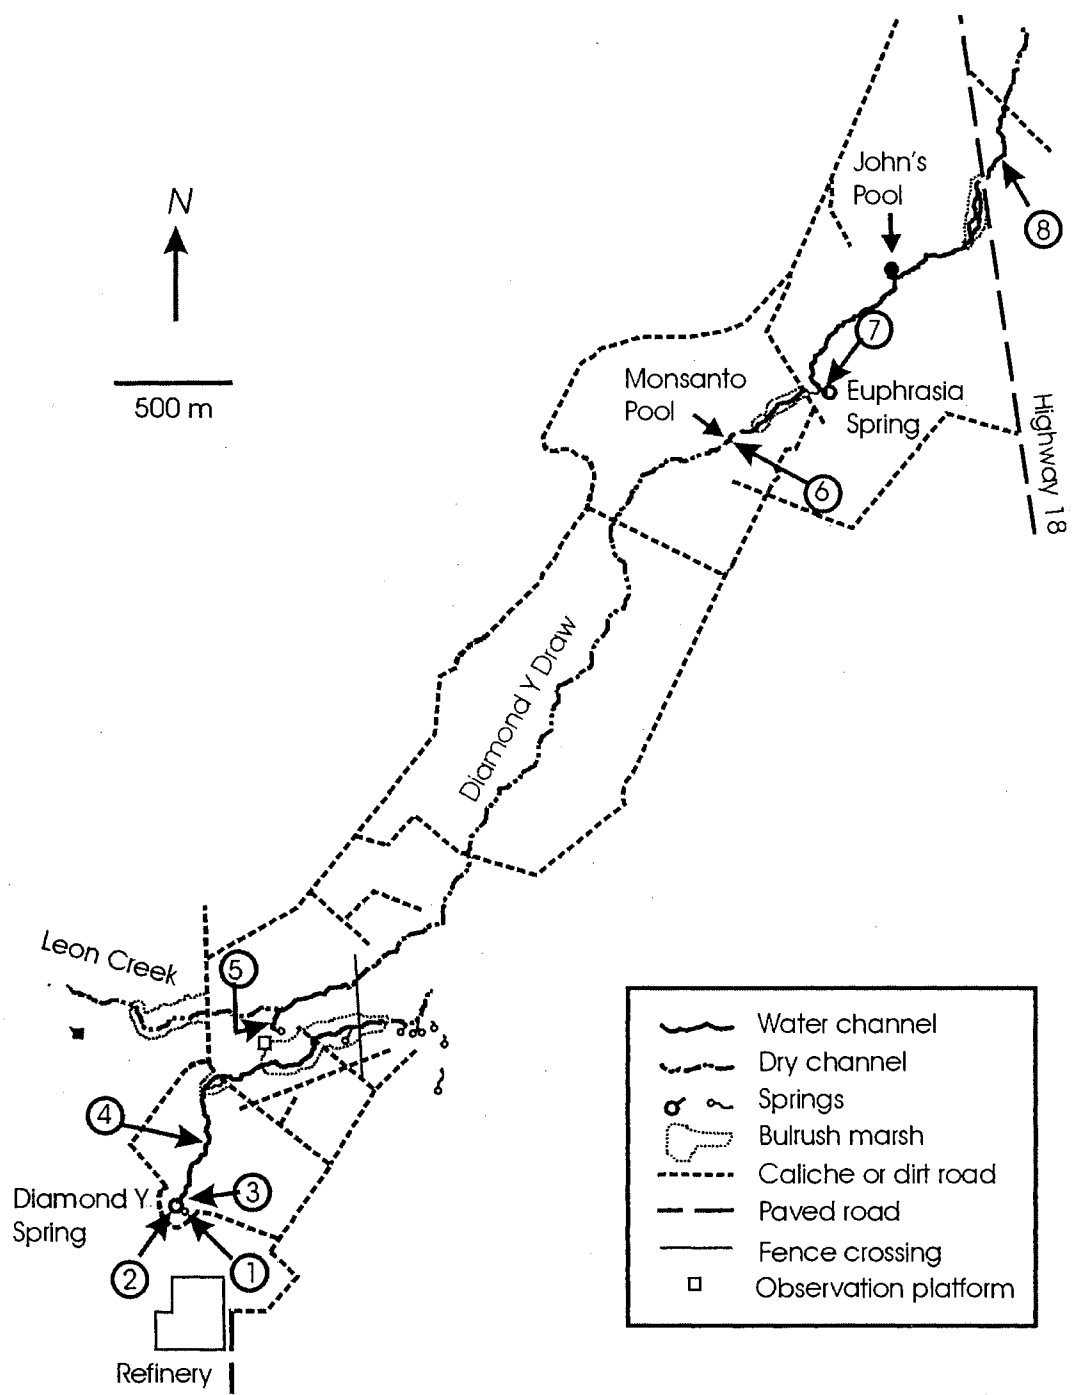 John's
Pool
N
8
500 m
7
Monsanto
Pool
Euphrasia
Spring
Highway 18
6
Diamond Y Draw
Leon Creek
5
4
3
Diamond Y
Spring
2
1
Refinery
Water channel
Dry channel
Springs
Bulrush marsh
Caliche or dirt road
Paved road
Fence crossing
Observation platform